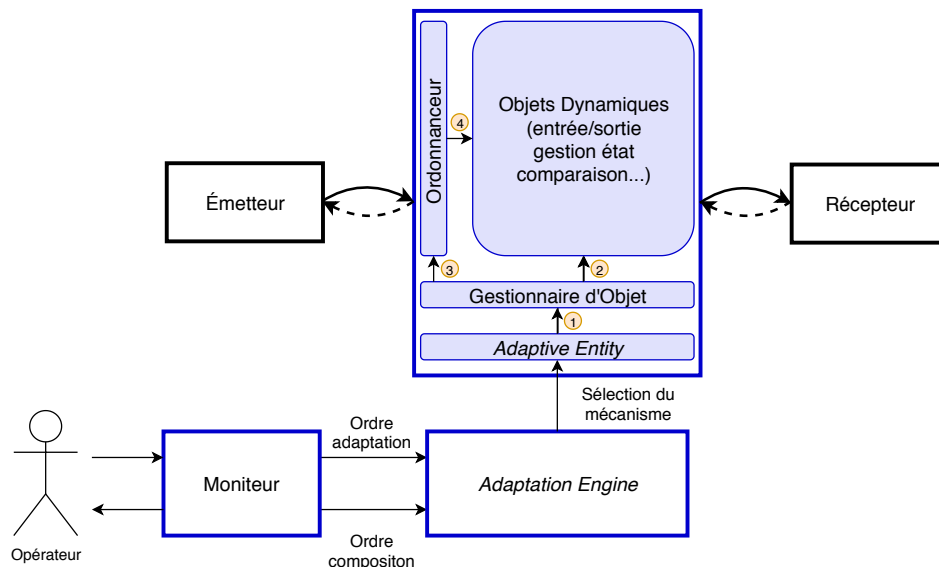 Ordonnanceur
Objets Dynamiques
(entrée/sortie
gestion état
comparaison...)
4
Émetteur
Récepteur
3
2
Gestionnaire d'Objet
1
Adaptive Entity
Sélection du
mécanisme
Ordre
adaptation
Moniteur
Adaptation Engine
Ordre
compositon
Opérateur